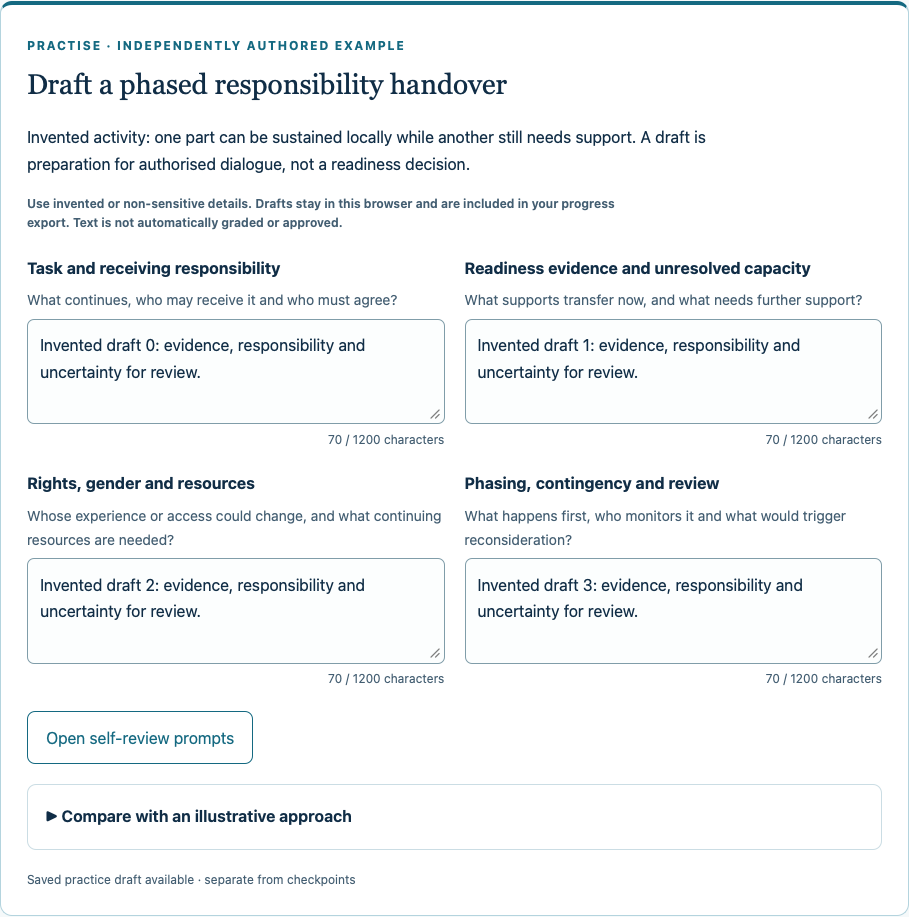 PRACTISE · INDEPENDENTLY AUTHORED EXAMPLE
Draft a phased responsibility handover
Invented activity: one part can be sustained locally while another still needs support. A draft is
preparation for authorised dialogue, not a readiness decision.
Use invented or non-sensitive details. Drafts stay in this browser and are included in your progress
export. Text is not automatically graded or approved.
Task and receiving responsibility
What continues, who may receive it and who must agree?
Invented draft 0: evidence, responsibility and
uncertainty for review.
70 / 1200 characters
Readiness evidence and unresolved capacity
What supports transfer now, and what needs further support?
Invented draft 1: evidence, responsibility and
uncertainty for review.
70 / 1200 characters
Rights, gender and resources
Whose experience or access could change, and what continuing
resources are needed?
Invented draft 2: evidence, responsibility and
uncertainty for review.
70 / 1200 characters
Phasing, contingency and review
What happens first, who monitors it and what would trigger
reconsideration?
Invented draft 3: evidence, responsibility and
uncertainty for review.
70 / 1200 characters
Open self-review prompts
Compare with an illustrative approach
Saved practice draft available · separate from checkpoints